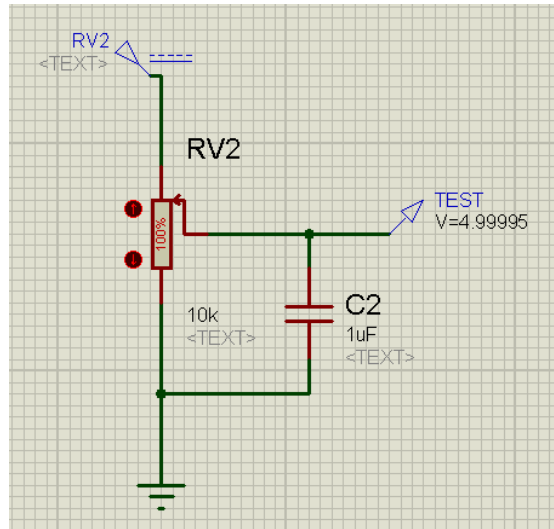 RV2
<TEXT>
RV2
100%
TEST
V=4.99995
10k
<TEXT>
C2
1uF
<TEXT>